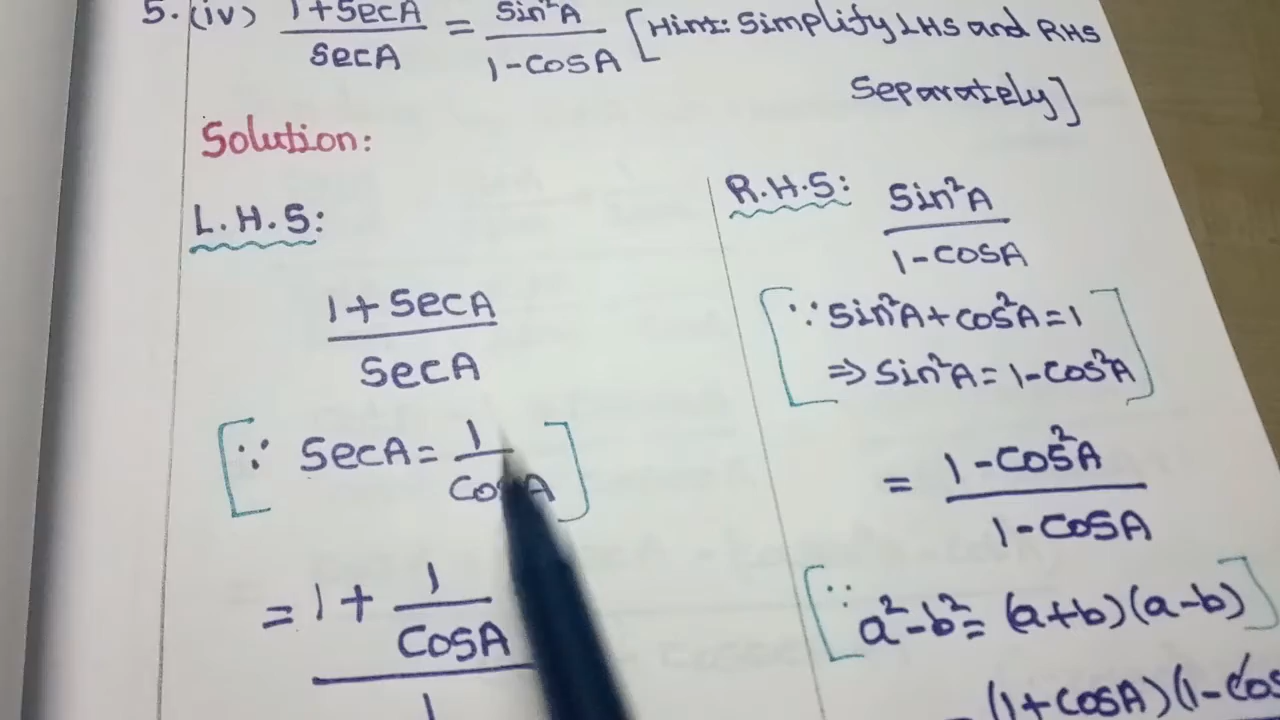 5. (iv) 1+SecA / SecA = Sin²A / 1-COSA [Hint: Simplify LHS and RHS
Separately]
Solution:
L.H.S:
1+SecA
SecA
[∵ SecA = 1 / COSA]
= 1 + 1 / COSA
1
R.H.S: Sin²A / 1-COSA
[∵ Sin²A + COS²A = 1
⇒ Sin²A = 1-COS²A]
= 1-COS²A / 1-COSA
[∵ a²-b² = (a+b)(a-b)]
(1+COSA)(1-COS